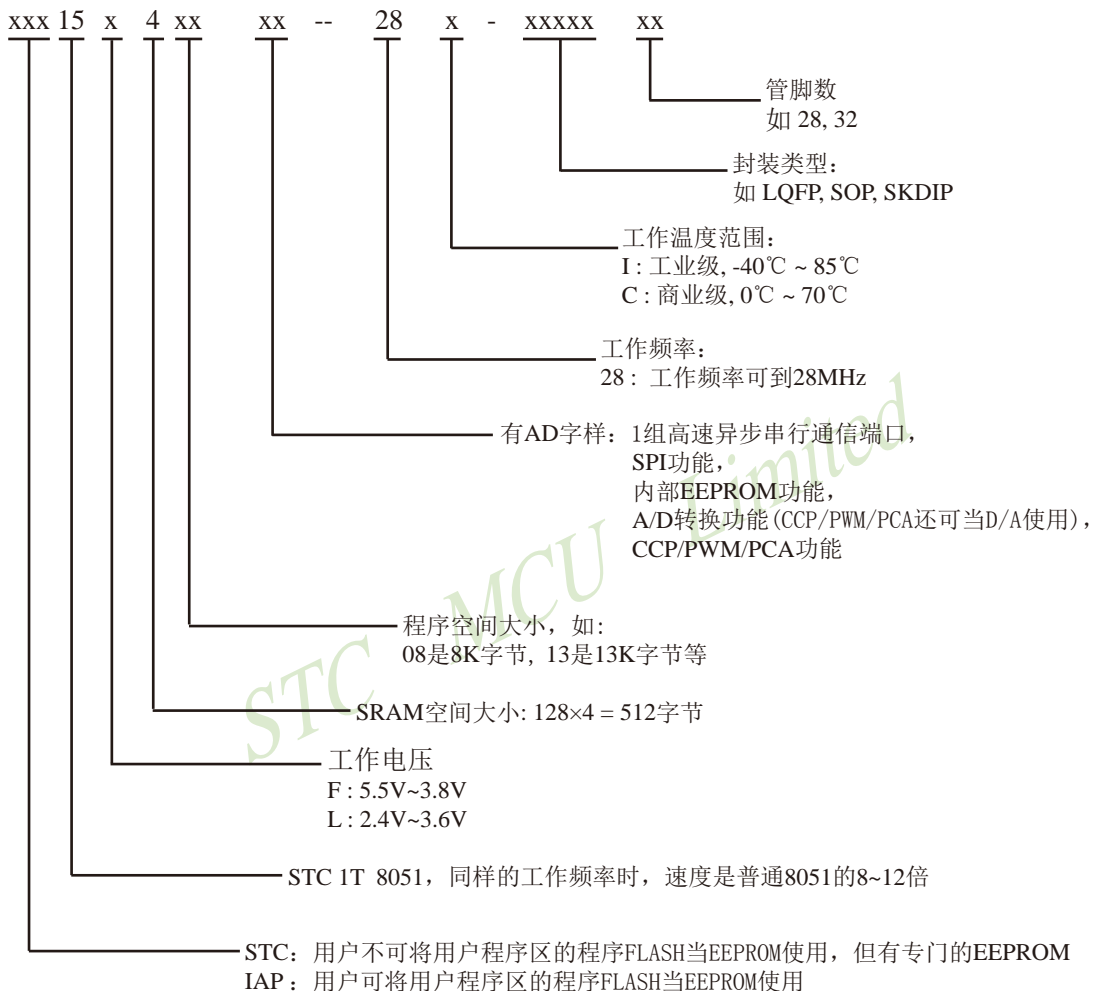 xxx 15 x 4 xx xx -- 28 x - xxxxx xx
管脚数
如 28, 32
封装类型：
如 LQFP, SOP, SKDIP
工作温度范围：
I : 工业级, -40℃ ~ 85℃
C : 商业级, 0℃ ~ 70℃
工作频率：
28 : 工作频率可到28MHz
有AD字样：1组高速异步串行通信端口，
SPI功能，
内部EEPROM功能，
A/D转换功能(CCP/PWM/PCA还可当D/A使用)，
CCP/PWM/PCA功能
程序空间大小，如：
08是8K字节, 13是13K字节等
SRAM空间大小: 128×4 = 512字节
工作电压
F : 5.5V~3.8V
L : 2.4V~3.6V
STC 1T 8051，同样的工作频率时，速度是普通8051的8~12倍
STC：用户不可将用户程序区的程序FLASH当EEPROM使用，但有专门的EEPROM
IAP：用户可将用户程序区的程序FLASH当EEPROM使用
STC MCU Limited